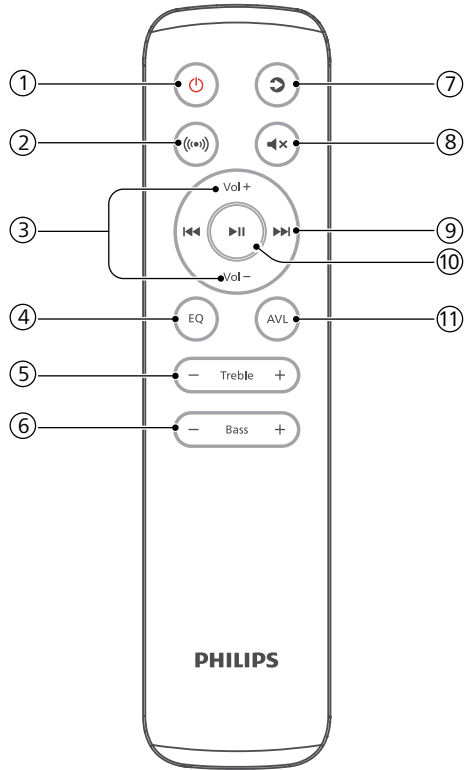 ① ⑦
② ⑧
Vol +
③ ⑨
⑩
Vol −
④ EQ AVL ⑪
⑤ − Treble +
⑥ − Bass +
PHILIPS